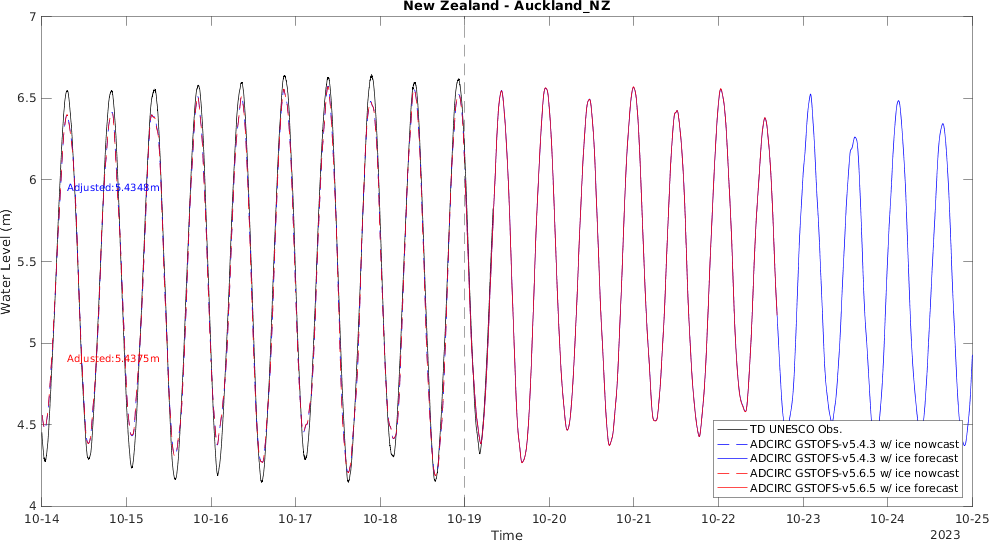 New Zealand - Auckland_NZ
7
6.5
6
5.5
5
4.5
4
Water Level (m)
Adjusted:5.4348m
Adjusted:5.4375m
TD UNESCO Obs.
ADCIRC GSTOFS-v5.4.3 w/ ice nowcast
ADCIRC GSTOFS-v5.4.3 w/ ice forecast
ADCIRC GSTOFS-v5.6.5 w/ ice nowcast
ADCIRC GSTOFS-v5.6.5 w/ ice forecast
10-14 10-15 10-16 10-17 10-18 10-19 10-20 10-21 10-22 10-23 10-24 10-25
Time
2023